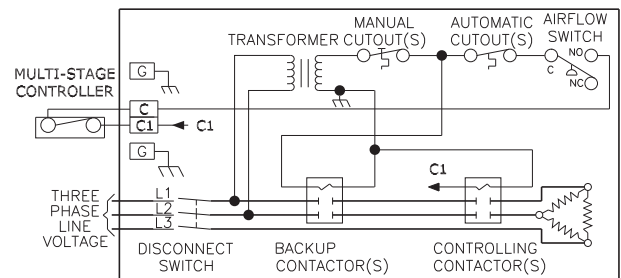 MANUAL
CUTOUT(S)
AUTOMATIC
CUTOUT(S)
AIRFLOW
SWITCH
TRANSFORMER
NO
C
NC
MULTI-STAGE
CONTROLLER
G
C
C1
C1
G
C1
THREE
PHASE
LINE
VOLTAGE
L1
L2
L3
DISCONNECT
SWITCH
BACKUP
CONTACTOR(S)
CONTROLLING
CONTACTOR(S)